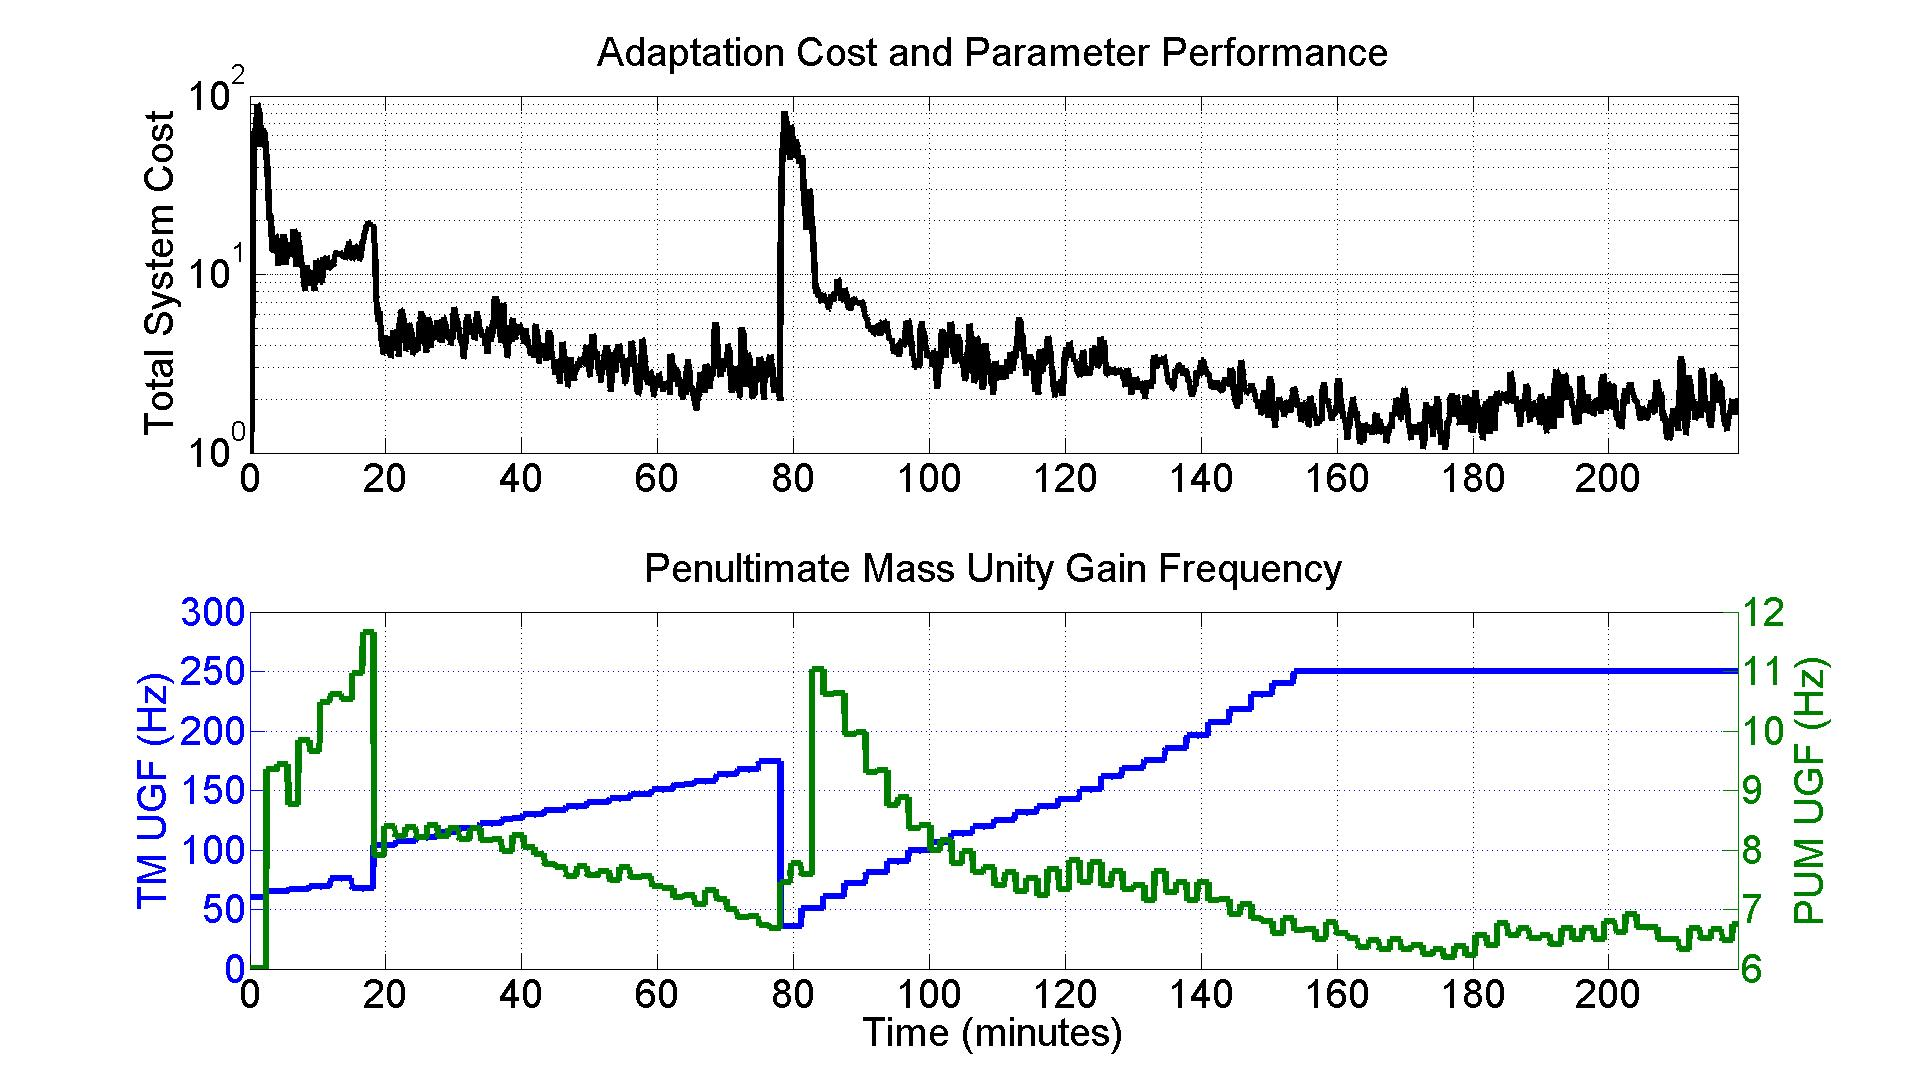 Adaptation Cost and Parameter Performance
Total System Cost
10^2
10^1
10^0
0 20 40 60 80 100 120 140 160 180 200
Penultimate Mass Unity Gain Frequency
TM UGF (Hz)
300
250
200
150
100
50
0
12
11
10
9
8
7
6
PUM UGF (Hz)
0 20 40 60 80 100 120 140 160 180 200
Time (minutes)